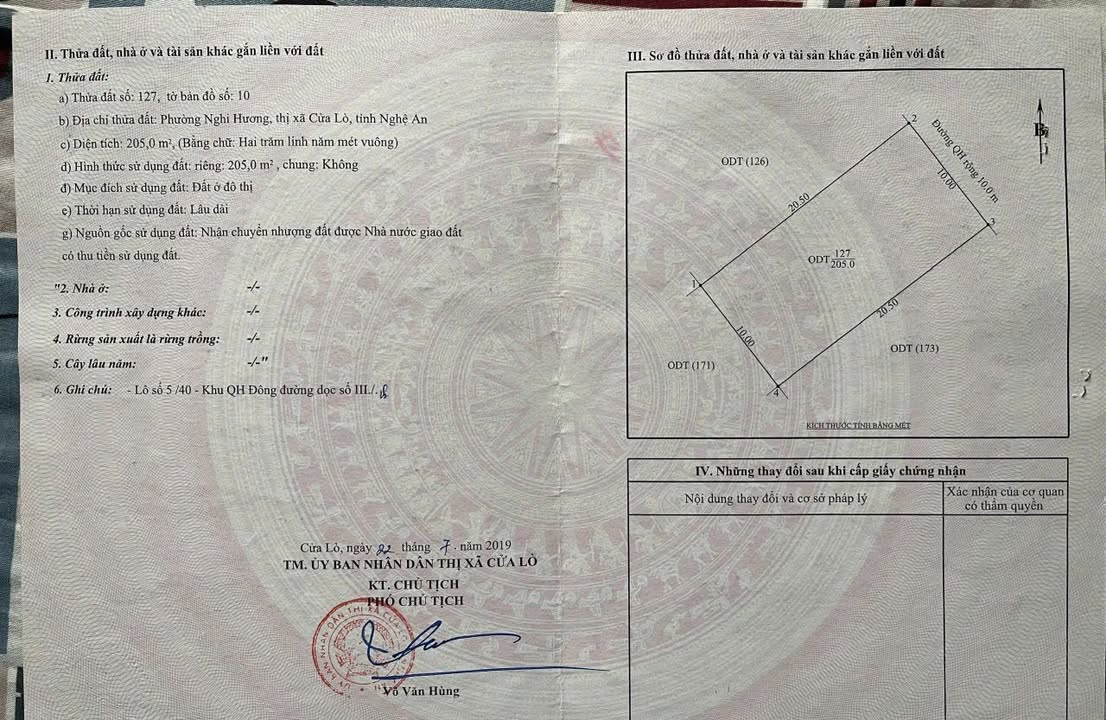 II. Thửa đất, nhà ở và tài sản khác gắn liền với đất
1. Thửa đất:
a) Thửa đất số: 127, tờ bản đồ số: 10
b) Địa chỉ thửa đất: Phường Nghi Hương, thị xã Cửa Lò, tỉnh Nghệ An
c) Diện tích: 205,0 m², (Bằng chữ: Hai trăm linh năm mét vuông)
d) Hình thức sử dụng đất: riêng: 205,0 m² , chung: Không
đ) Mục đích sử dụng đất: Đất ở đô thị
e) Thời hạn sử dụng đất: Lâu dài
g) Nguồn gốc sử dụng đất: Nhận chuyển nhượng đất được Nhà nước giao đất
có thu tiền sử dụng đất.
"2. Nhà ở: -/-
3. Công trình xây dựng khác: -/-
4. Rừng sản xuất là rừng trồng: -/-
5. Cây lâu năm: -/-"
6. Ghi chú: - Lô số 5 /40 - Khu QH Đông đường dọc số III./.
Cửa Lò, ngày 22 tháng 7. năm 2019
TM. ỦY BAN NHÂN DÂN THỊ XÃ CỬA LÒ
KT. CHỦ TỊCH
PHÓ CHỦ TỊCH
Võ Văn Hùng
III. Sơ đồ thửa đất, nhà ở và tài sản khác gắn liền với đất
2
Đường QH rộng 10.0 m
B
ODT (126)
10.00
20.50
3
ODT 127
205.0
1
20.50
10.00
ODT (173)
ODT (171)
4
KÍCH THƯỚC TÍNH BẰNG MÉT
IV. Những thay đổi sau khi cấp giấy chứng nhận
Nội dung thay đổi và cơ sở pháp lý
Xác nhận của cơ quan
có thẩm quyền